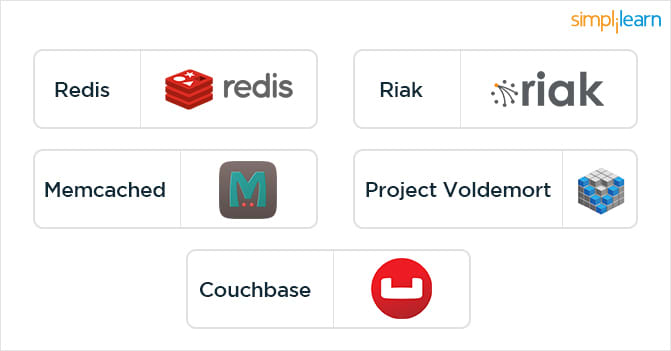 simplilearn
Redis
redis
Riak
riak
Memcached
M
Project Voldemort
Couchbase